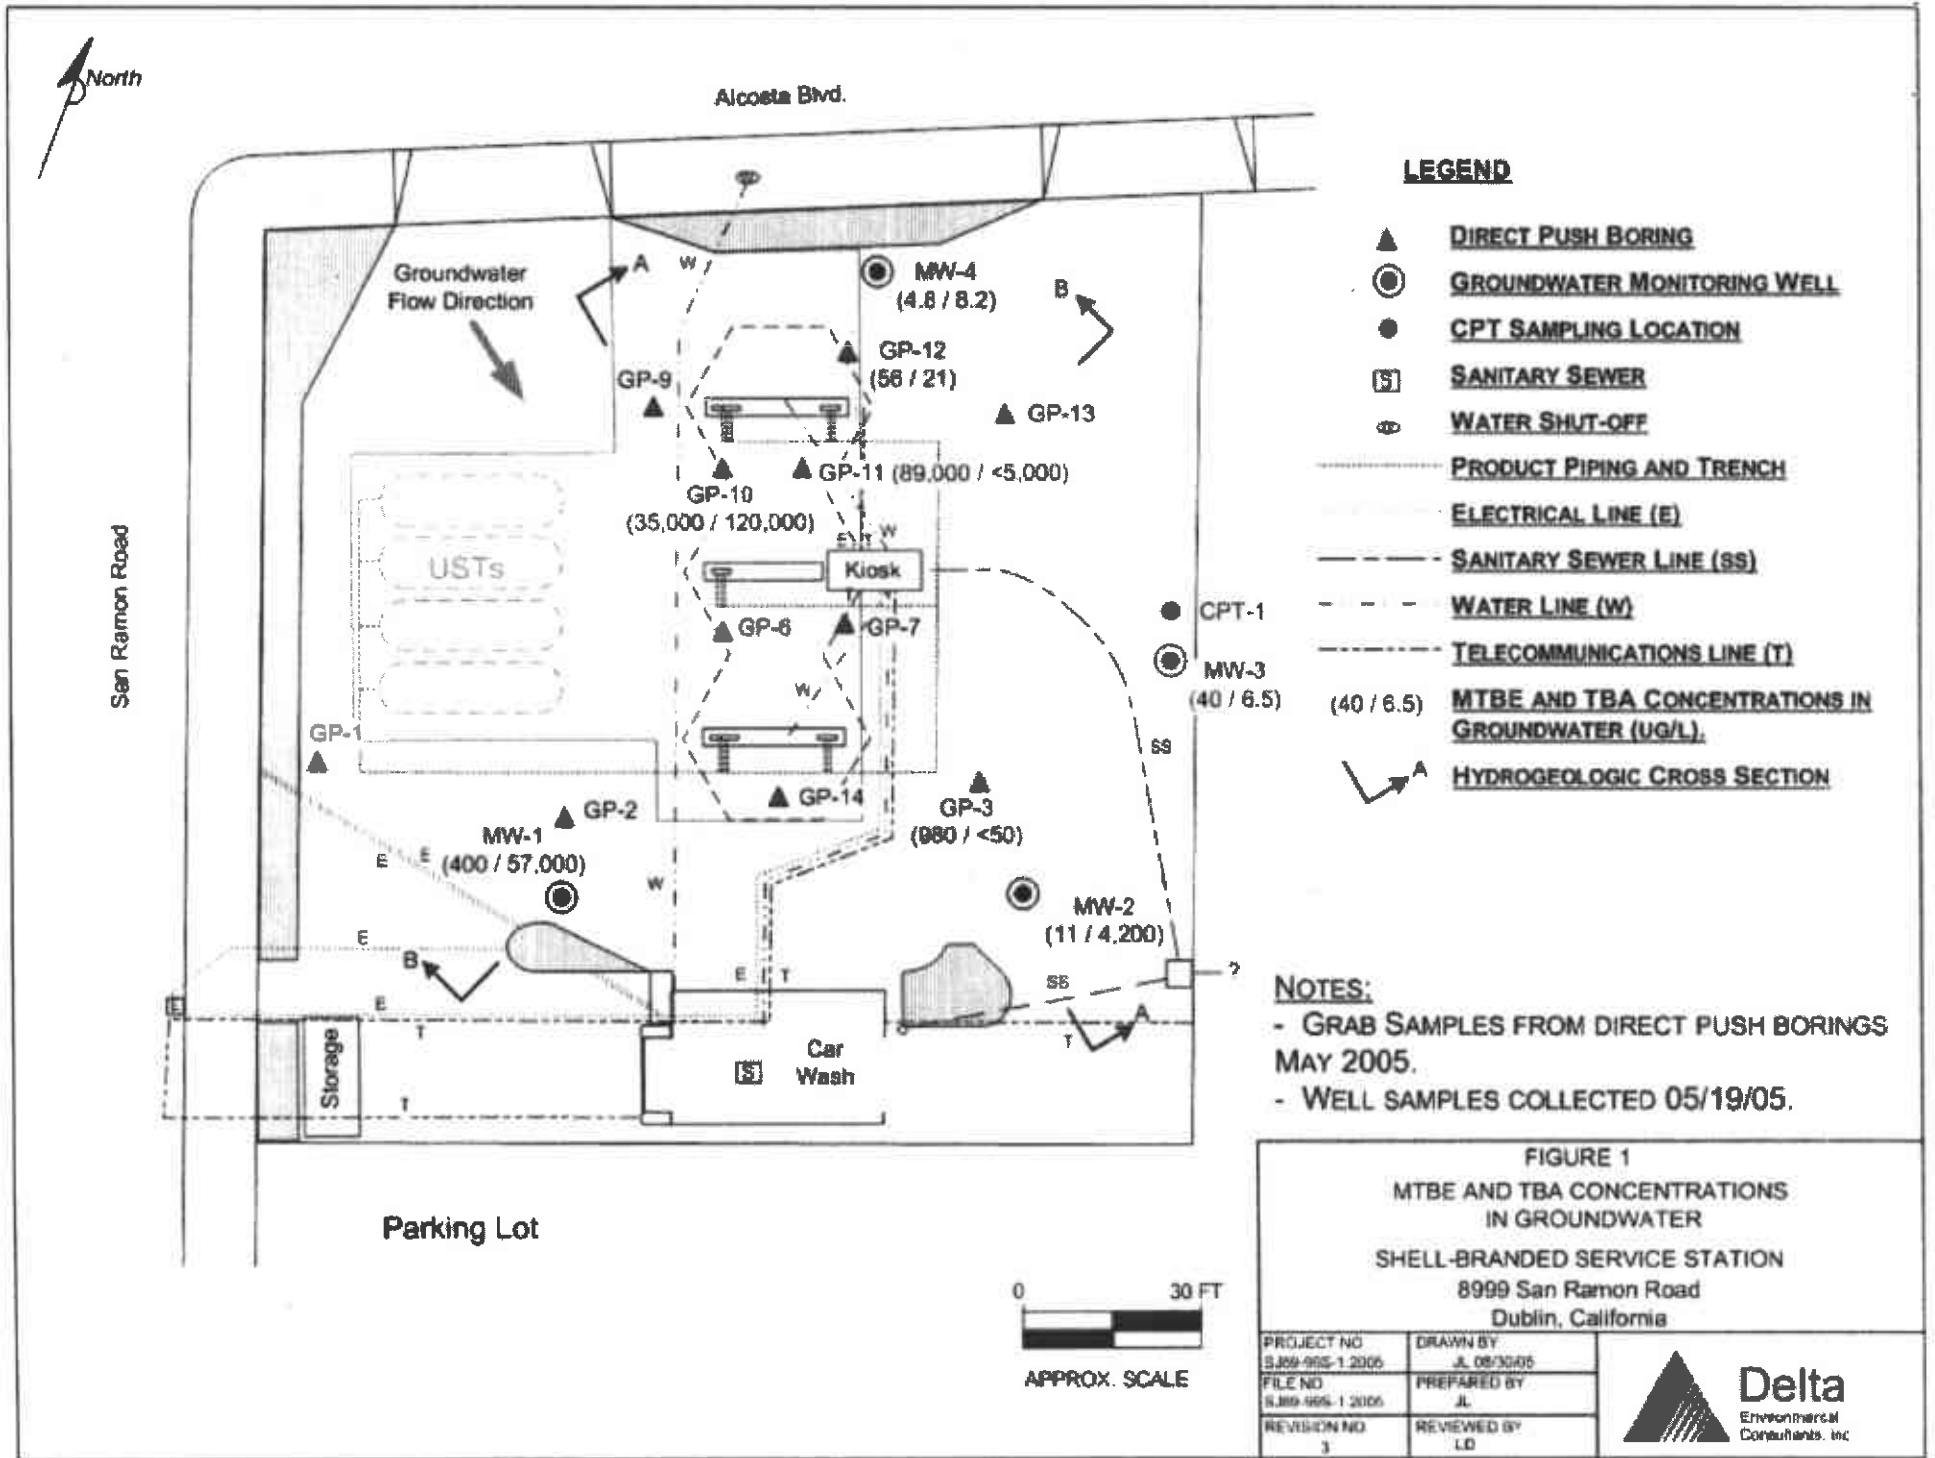 North
Alcosta Blvd.
San Ramon Road
Groundwater
Flow Direction
A
W
MW-4
(4.8 / 8.2)
B
GP-12
(56 / 21)
GP-9
GP-13
GP-11 (89,000 / <5,000)
GP-10
(35,000 / 120,000)
W
E
T
USTs
Kiosk
CPT-1
GP-6
GP-7
MW-3
(40 / 6.5)
W
SS
GP-1
GP-14
GP-3
(980 / <50)
GP-2
MW-1
(400 / 57,000)
E
E
W
MW-2
(11 / 4,200)
E
B
E
T
SS
?
E
E
T
A
T
Storage
S
Car
Wash
T
Parking Lot
LEGEND
DIRECT PUSH BORING
GROUNDWATER MONITORING WELL
CPT SAMPLING LOCATION
S SANITARY SEWER
WATER SHUT-OFF
PRODUCT PIPING AND TRENCH
ELECTRICAL LINE (E)
SANITARY SEWER LINE (SS)
WATER LINE (W)
TELECOMMUNICATIONS LINE (T)
(40 / 6.5) MTBE AND TBA CONCENTRATIONS IN
GROUNDWATER (UG/L).
A HYDROGEOLOGIC CROSS SECTION
NOTES:
- GRAB SAMPLES FROM DIRECT PUSH BORINGS
MAY 2005.
- WELL SAMPLES COLLECTED 05/19/05.
0 30 FT
APPROX. SCALE
FIGURE 1
MTBE AND TBA CONCENTRATIONS
IN GROUNDWATER
SHELL-BRANDED SERVICE STATION
8999 San Ramon Road
Dublin, California
PROJECT NO
DRAWN BY
JL 08/30/05
FILE NO
PREPARED BY
JL
REVISION NO
3
REVIEWED BY
LD
Delta
Environmental
Consultants, Inc